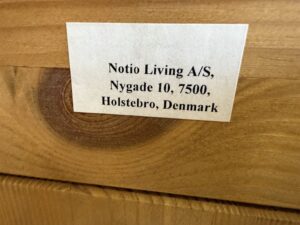 Notio Living A/S,
Nygade 10, 7500,
Holstebro, Denmark